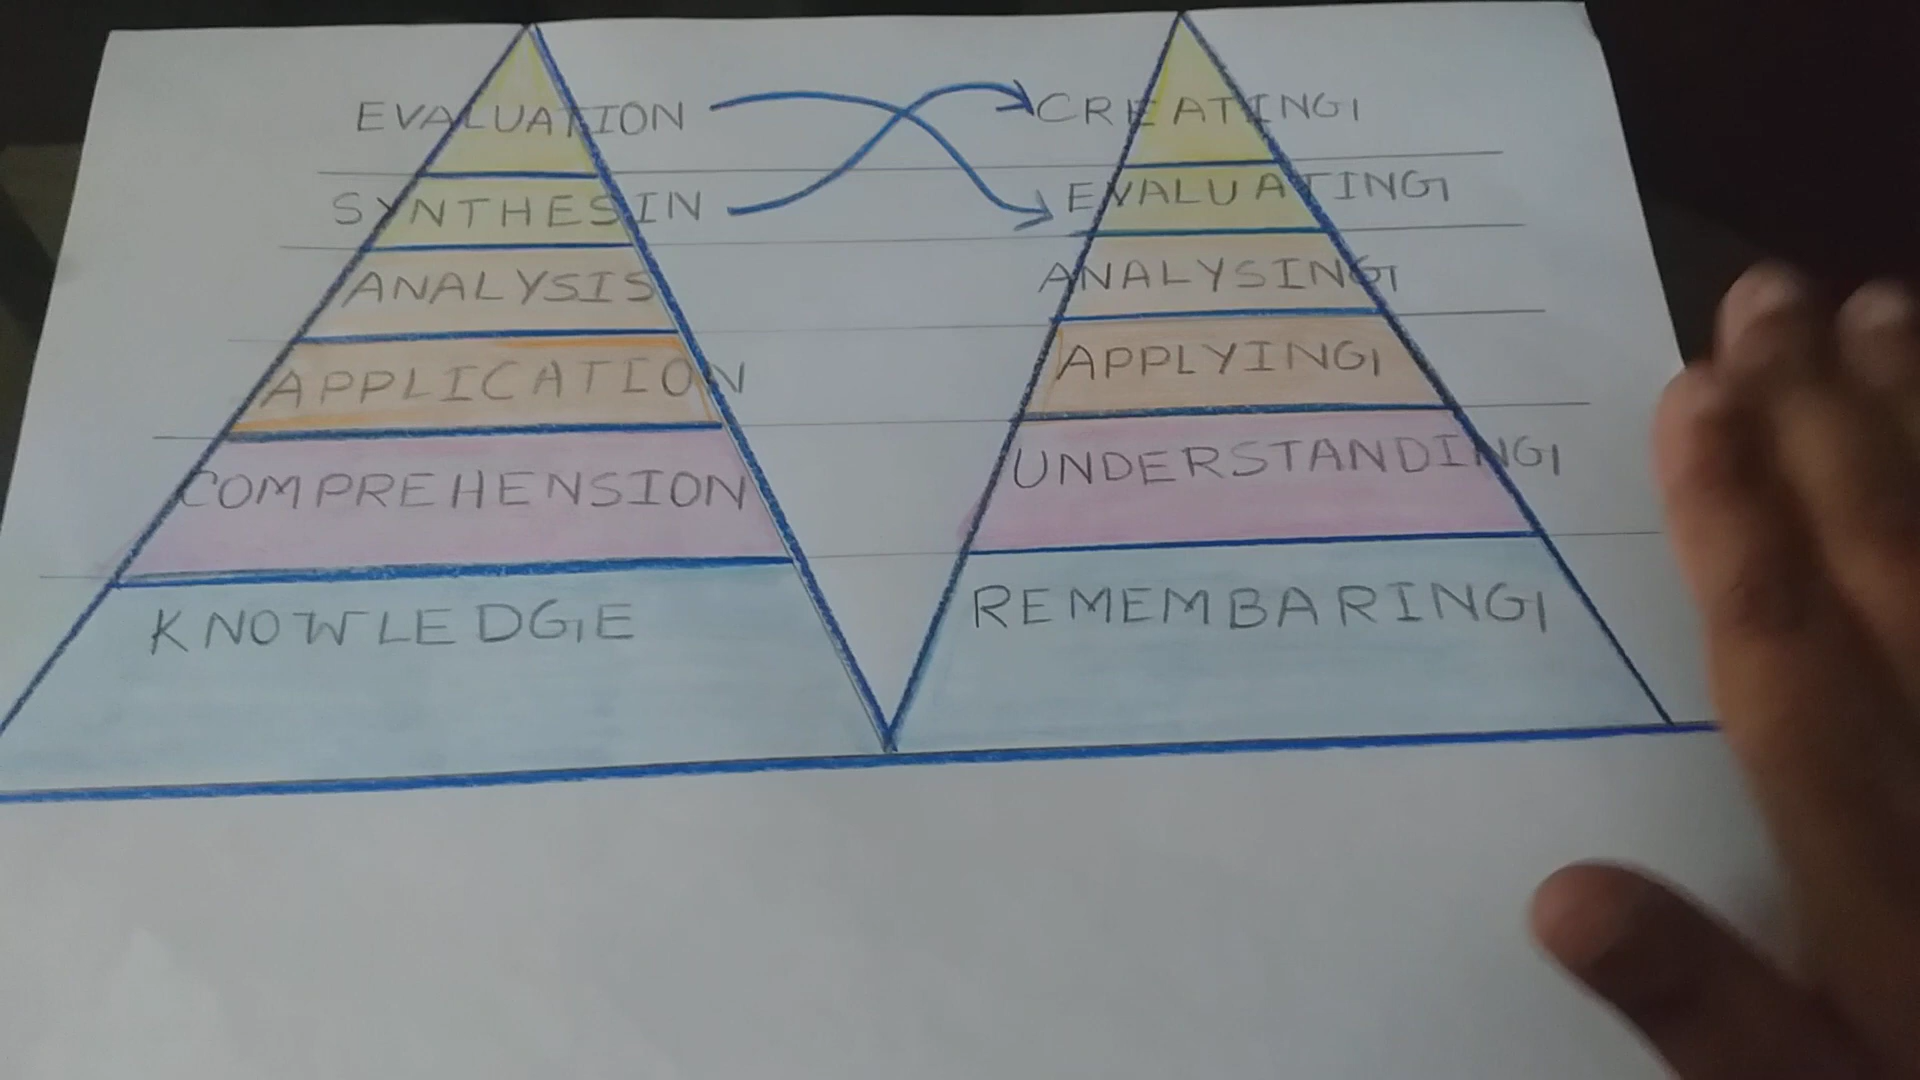 EVALUATION
SYNTHESIN
ANALYSIS
APPLICATION
COMPREHENSION
KNOWLEDGE
CREATING
EVALUATING
ANALYSING
APPLYING
UNDERSTANDING
REMEMBARING